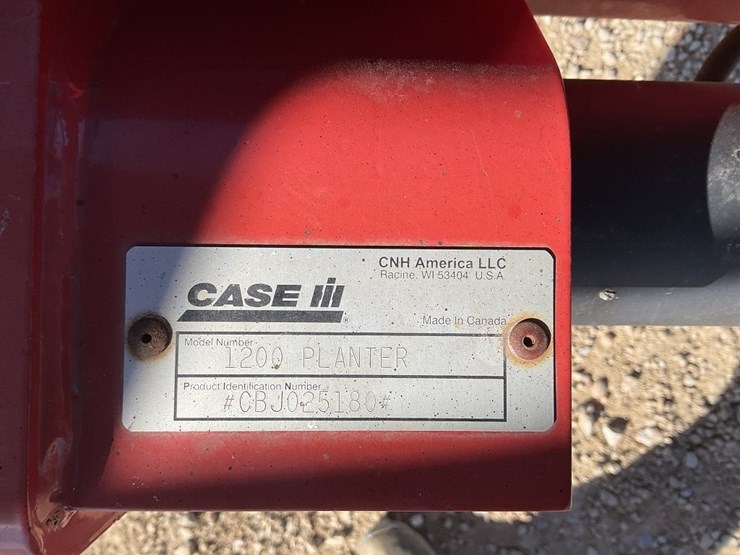 CNH America LLC
Racine, WI 53404 U.S.A
CASE IH
Made In Canada
Model Number
1200 PLANTER
Product Identification Number
#CBJ025180#